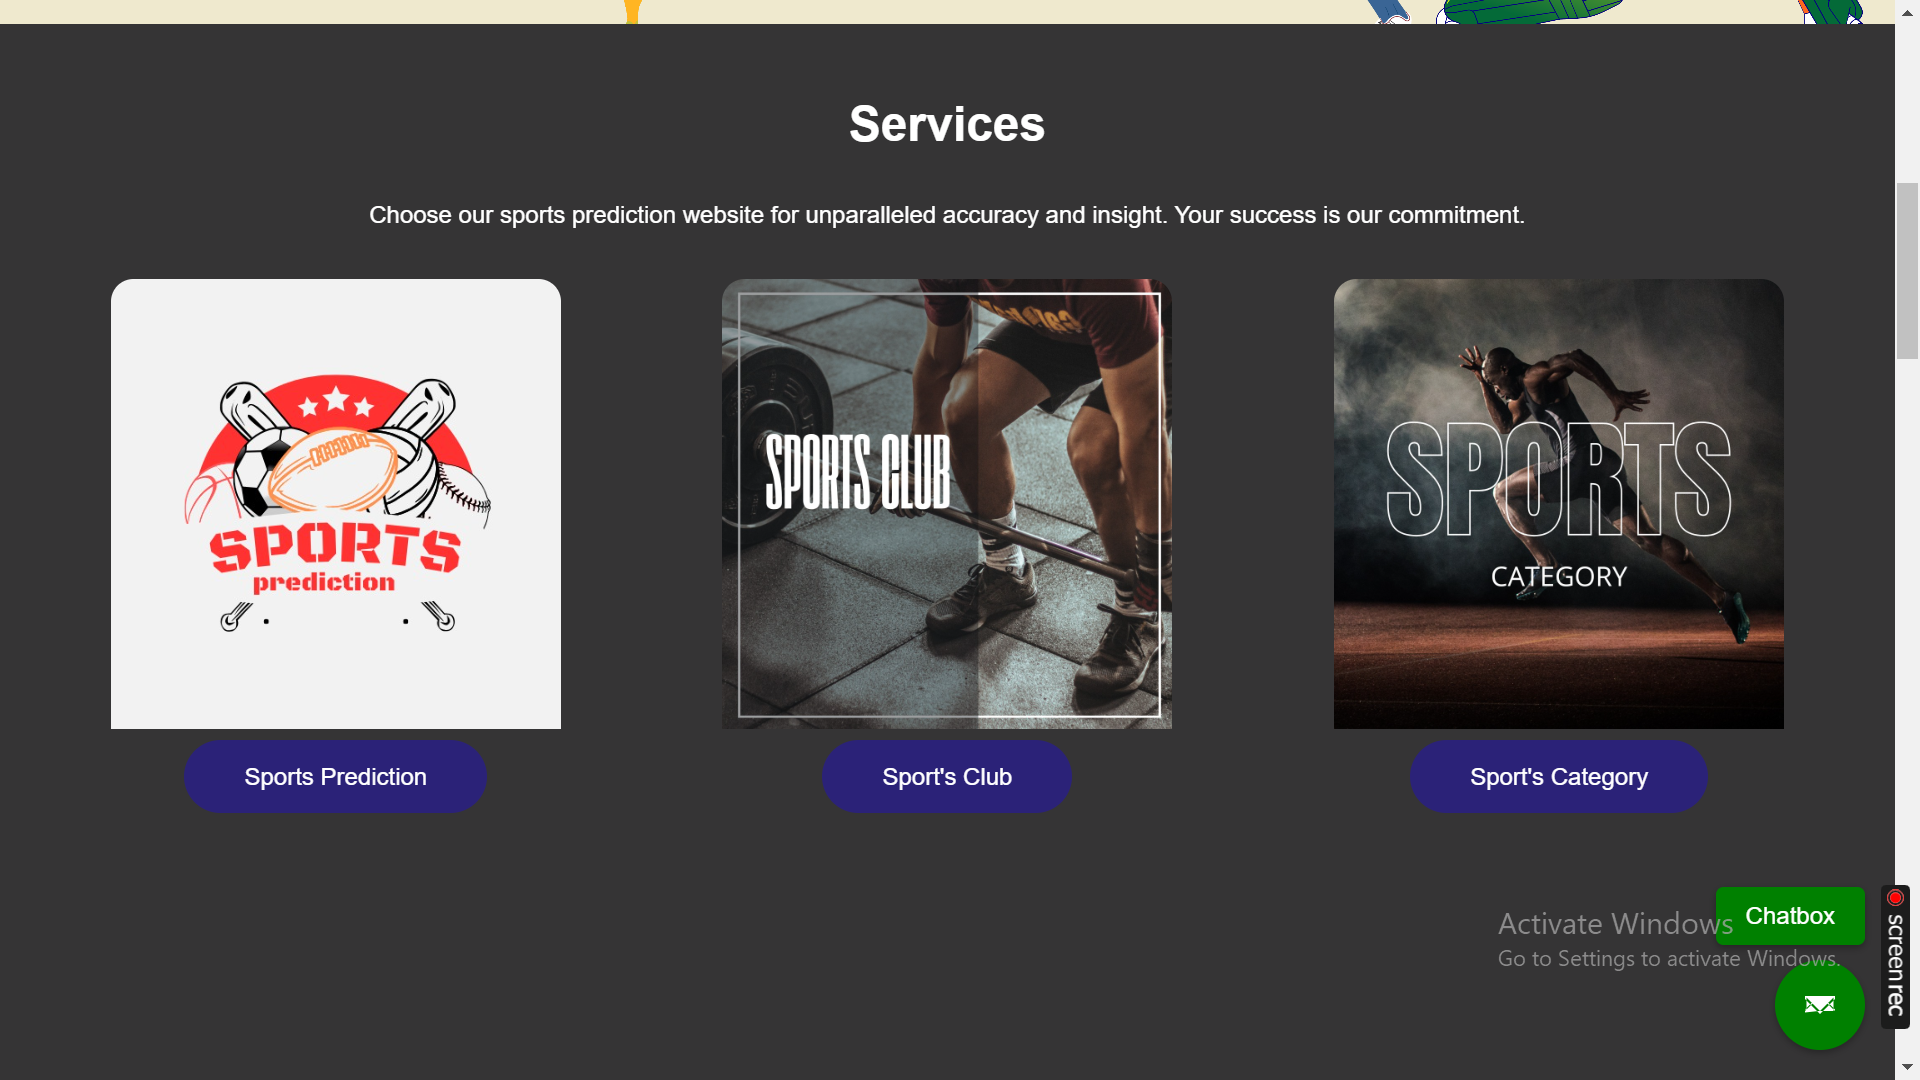 Services
Choose our sports prediction website for unparalleled accuracy and insight. Your success is our commitment.
SPORTS
prediction
SPORTS CLUB
SPORTS
CATEGORY
Sports Prediction
Sport's Club
Sport's Category
Chatbox
Activate Windows
Go to Settings to activate Windows.
screenrec